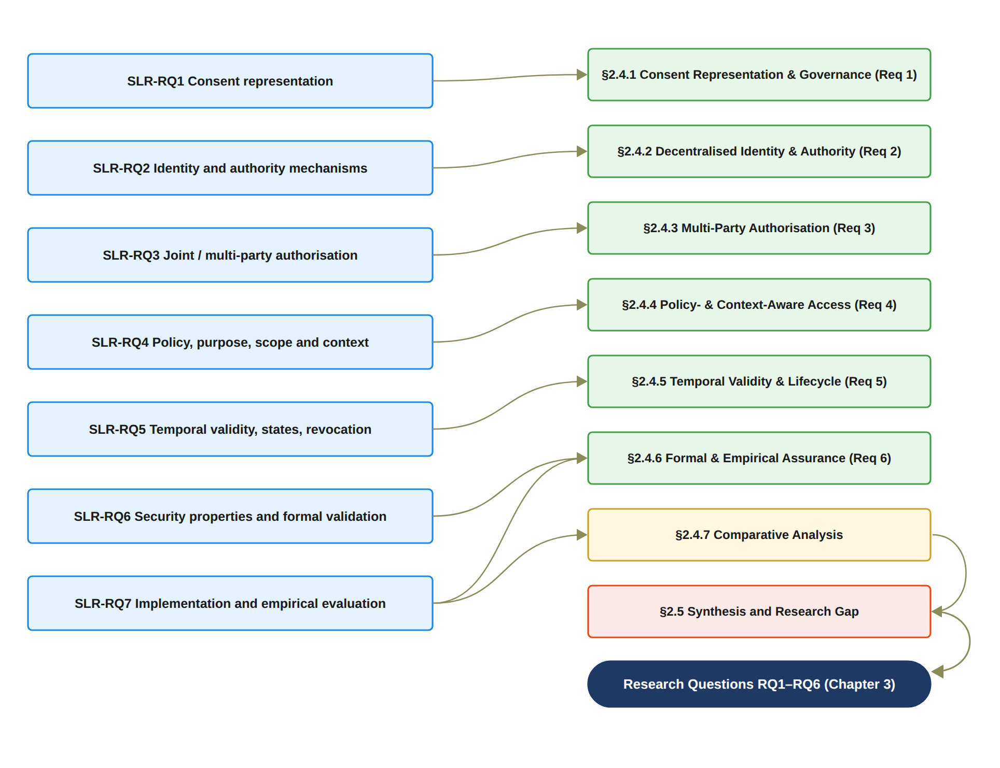 SLR-RQ1 Consent representation
SLR-RQ2 Identity and authority mechanisms
SLR-RQ3 Joint / multi-party authorisation
SLR-RQ4 Policy, purpose, scope and context
SLR-RQ5 Temporal validity, states, revocation
SLR-RQ6 Security properties and formal validation
SLR-RQ7 Implementation and empirical evaluation
§2.4.1 Consent Representation & Governance (Req 1)
§2.4.2 Decentralised Identity & Authority (Req 2)
§2.4.3 Multi-Party Authorisation (Req 3)
§2.4.4 Policy- & Context-Aware Access (Req 4)
§2.4.5 Temporal Validity & Lifecycle (Req 5)
§2.4.6 Formal & Empirical Assurance (Req 6)
§2.4.7 Comparative Analysis
§2.5 Synthesis and Research Gap
Research Questions RQ1–RQ6 (Chapter 3)